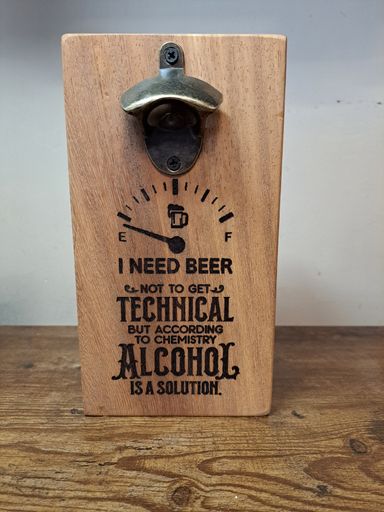 E F
I NEED BEER
NOT TO GET
TECHNICAL
BUT ACCORDING
TO CHEMISTRY
ALCOHOL
IS A SOLUTION.